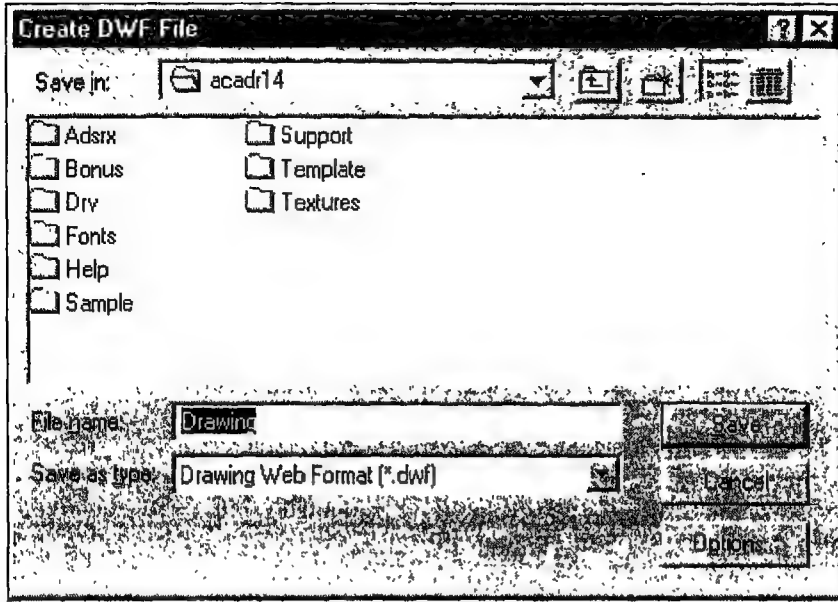 Create DWF File
Save in: acadr14
Adsrx
Bonus
Drv
Fonts
Help
Sample
Support
Template
Textures
File name: Drawing
Save
Save as type: Drawing Web Format (*.dwf)
Cancel
Options...